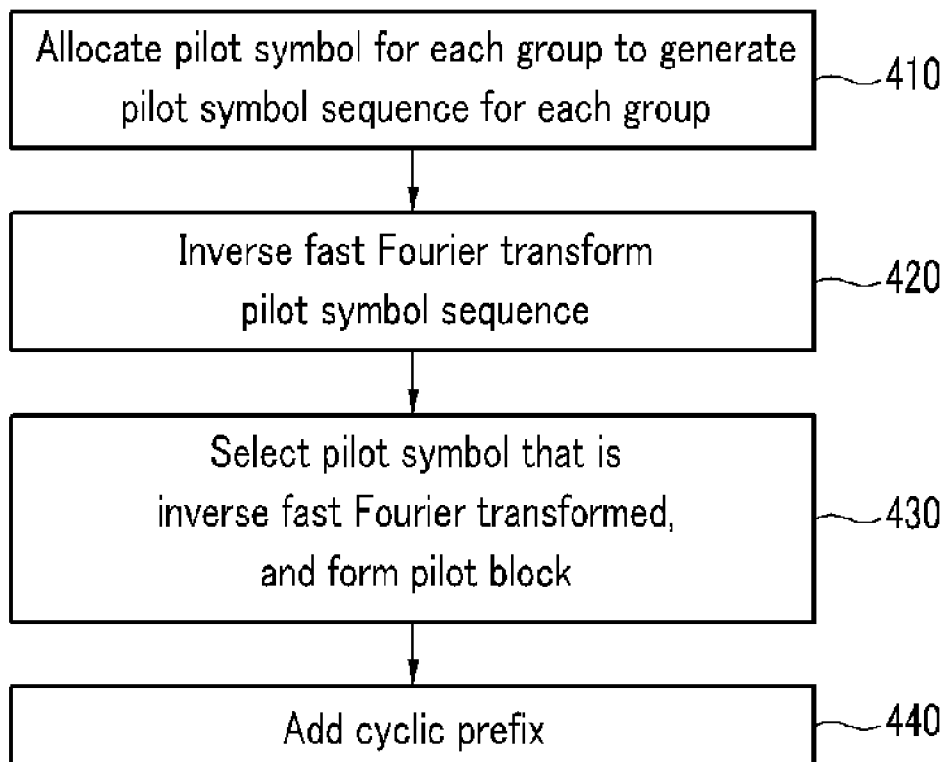 Allocate pilot symbol for each group to generate
pilot symbol sequence for each group
410
Inverse fast Fourier transform
pilot symbol sequence
420
Select pilot symbol that is
inverse fast Fourier transformed,
and form pilot block
430
Add cyclic prefix
440